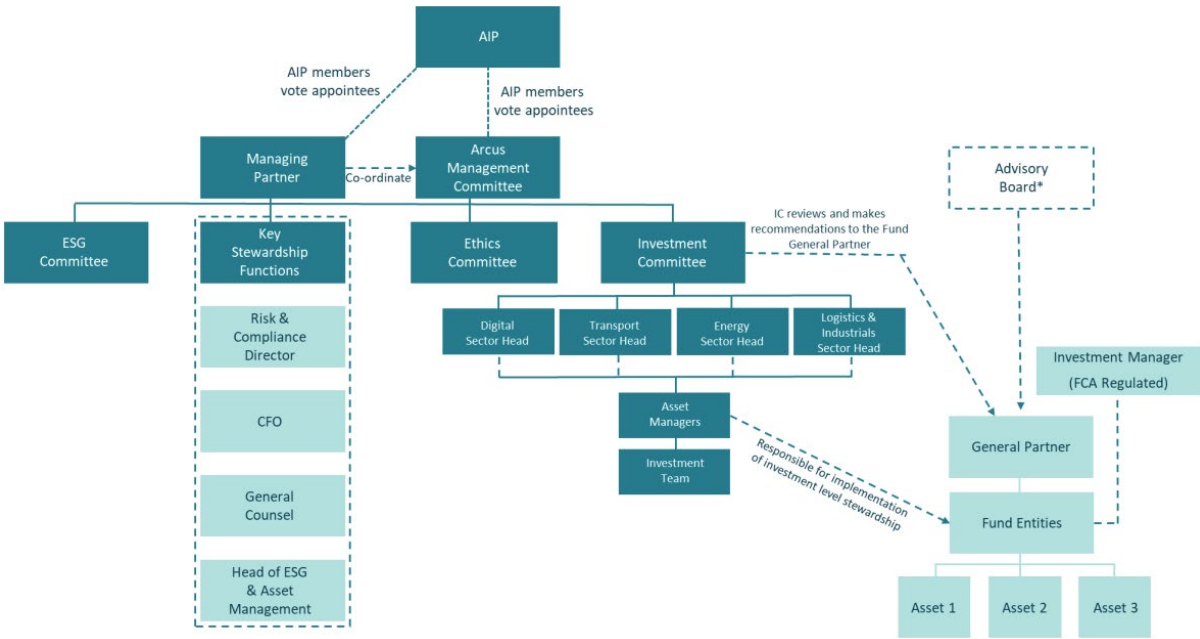 AIP
AIP members
vote appointees
AIP members
vote appointees
Managing
Partner
Co-ordinate
Arcus
Management
Committee
Advisory
Board*
ESG
Committee
Key
Stewardship
Functions
Ethics
Committee
Investment
Committee
IC reviews and makes
recommendations to the Fund
General Partner
Risk &
Compliance
Director
CFO
General
Counsel
Head of ESG
& Asset
Management
Digital
Sector Head
Transport
Sector Head
Energy
Sector Head
Logistics &
Industrials
Sector Head
Asset
Managers
Investment
Team
Responsible for implementation
of investment level stewardship
Investment Manager
(FCA Regulated)
General Partner
Fund Entities
Asset 1
Asset 2
Asset 3